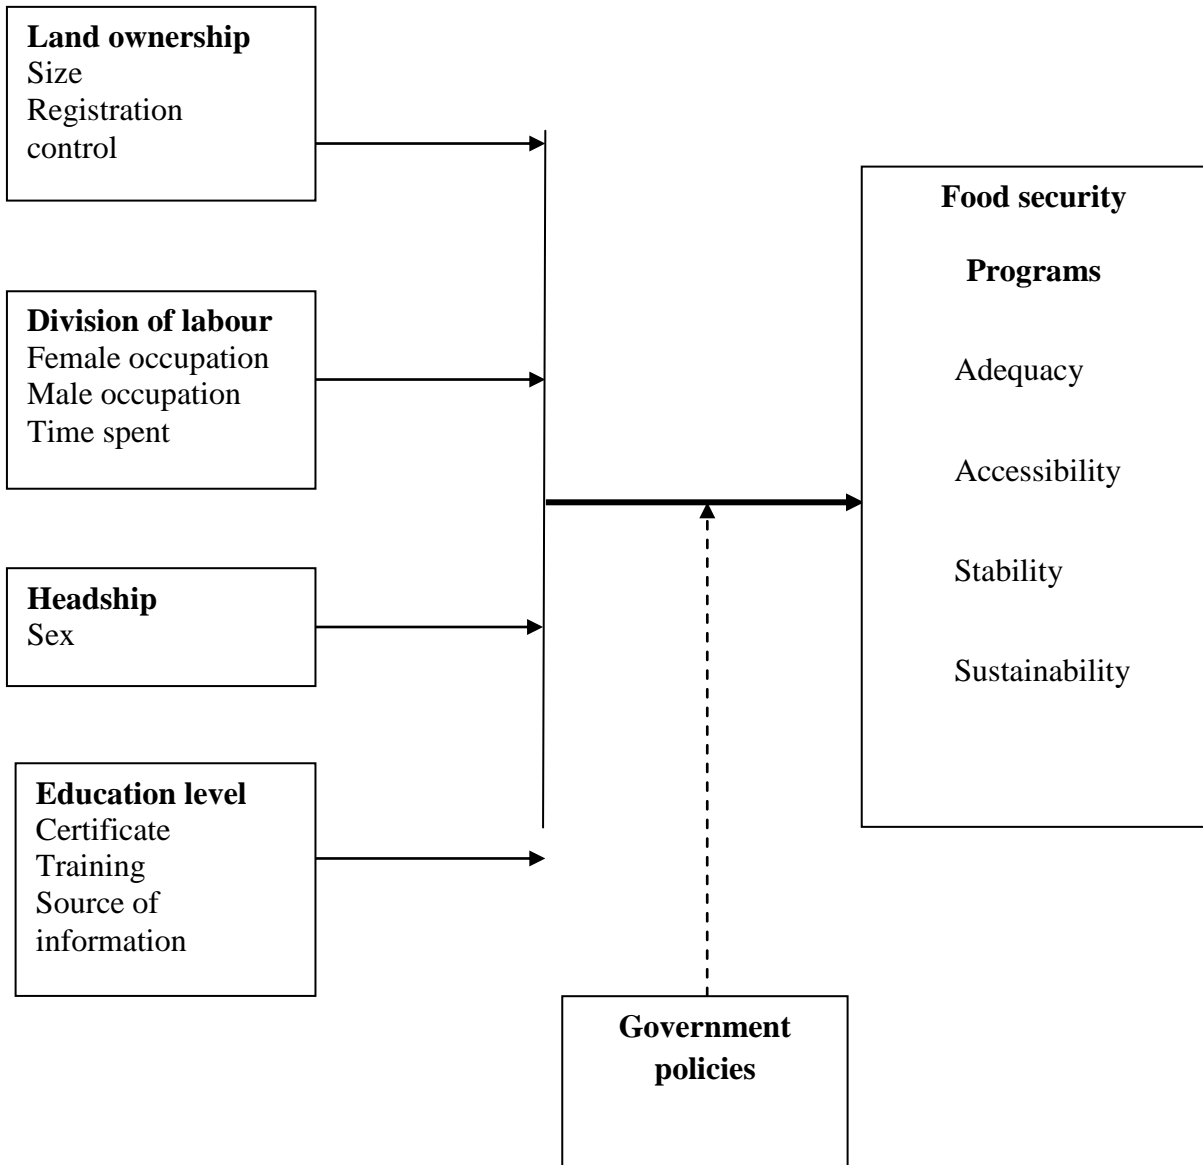 Land ownership
Size
Registration
control
Division of labour
Female occupation
Male occupation
Time spent
Headship
Sex
Education level
Certificate
Training
Source of
information
Food security
Programs
Adequacy
Accessibility
Stability
Sustainability
Government
policies